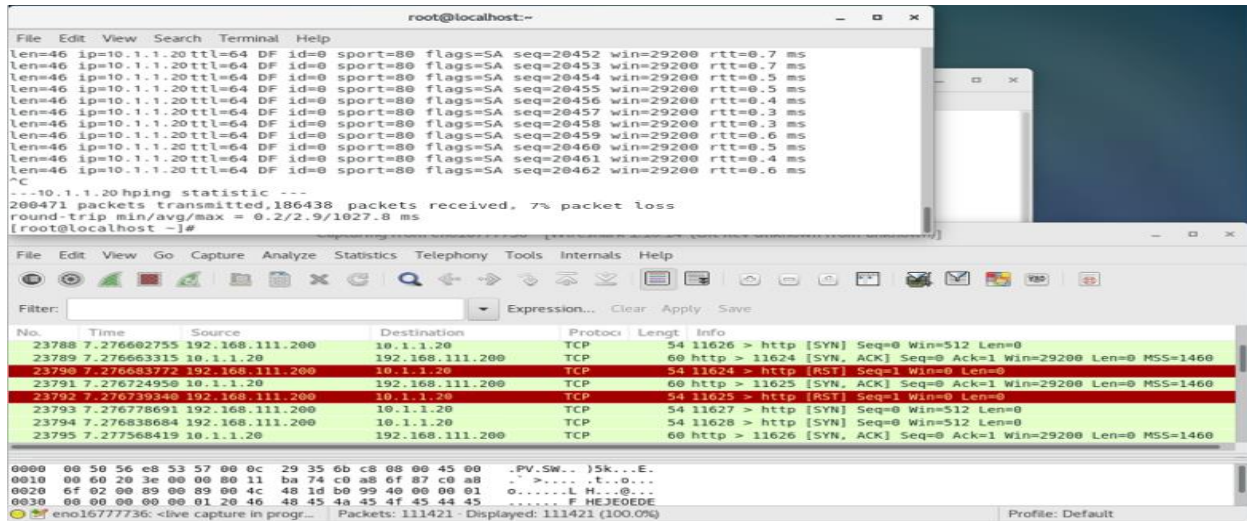 root@localhost:~
File Edit View Search Terminal Help
len=46 ip=10.1.1.20 ttl=64 DF id=0 sport=80 flags=SA seq=20452 win=29200 rtt=0.7 ms
len=46 ip=10.1.1.20 ttl=64 DF id=0 sport=80 flags=SA seq=20453 win=29200 rtt=0.7 ms
len=46 ip=10.1.1.20 ttl=64 DF id=0 sport=80 flags=SA seq=20454 win=29200 rtt=0.5 ms
len=46 ip=10.1.1.20 ttl=64 DF id=0 sport=80 flags=SA seq=20455 win=29200 rtt=0.5 ms
len=46 ip=10.1.1.20 ttl=64 DF id=0 sport=80 flags=SA seq=20456 win=29200 rtt=0.4 ms
len=46 ip=10.1.1.20 ttl=64 DF id=0 sport=80 flags=SA seq=20457 win=29200 rtt=0.3 ms
len=46 ip=10.1.1.20 ttl=64 DF id=0 sport=80 flags=SA seq=20458 win=29200 rtt=0.3 ms
len=46 ip=10.1.1.20 ttl=64 DF id=0 sport=80 flags=SA seq=20459 win=29200 rtt=0.6 ms
len=46 ip=10.1.1.20 ttl=64 DF id=0 sport=80 flags=SA seq=20460 win=29200 rtt=0.5 ms
len=46 ip=10.1.1.20 ttl=64 DF id=0 sport=80 flags=SA seq=20461 win=29200 rtt=0.4 ms
len=46 ip=10.1.1.20 ttl=64 DF id=0 sport=80 flags=SA seq=20462 win=29200 rtt=0.6 ms
^C
---10.1.1.20 hping statistic ---
200471 packets transmitted,186438 packets received, 7% packet loss
round-trip min/avg/max = 0.2/2.9/1027.8 ms
[root@localhost ~]#
File Edit View Go Capture Analyze Statistics Telephony Tools Internals Help
Filter: Expression... Clear Apply Save
No. Time Source Destination Protoco Lengt Info
23788 7.276602755 192.168.111.200 10.1.1.20 TCP 54 11626 > http [SYN] Seq=0 Win=512 Len=0
23789 7.276663315 10.1.1.20 192.168.111.200 TCP 60 http > 11624 [SYN, ACK] Seq=0 Ack=1 Win=29200 Len=0 MSS=1460
23790 7.276683772 192.168.111.200 10.1.1.20 TCP 54 11624 > http [RST] Seq=1 Win=0 Len=0
23791 7.276724950 10.1.1.20 192.168.111.200 TCP 60 http > 11625 [SYN, ACK] Seq=0 Ack=1 Win=29200 Len=0 MSS=1460
23792 7.276739340 192.168.111.200 10.1.1.20 TCP 54 11625 > http [RST] Seq=1 Win=0 Len=0
23793 7.276778691 192.168.111.200 10.1.1.20 TCP 54 11627 > http [SYN] Seq=0 Win=512 Len=0
23794 7.276838684 192.168.111.200 10.1.1.20 TCP 54 11628 > http [SYN] Seq=0 Win=512 Len=0
23795 7.277568419 10.1.1.20 192.168.111.200 TCP 60 http > 11626 [SYN, ACK] Seq=0 Ack=1 Win=29200 Len=0 MSS=1460
0000 00 50 56 e8 53 57 00 0c 29 35 6b c8 08 00 45 00 .PV.SW.. )5k...E.
0010 00 60 20 3e 00 00 80 11 ba 74 c0 a8 6f 87 c0 a8 .` >.... .t..o...
0020 6f 02 00 89 00 89 00 4c 48 1d b0 99 40 00 00 01 o......L H...@...
0030 00 00 00 00 00 01 20 46 48 45 4a 45 4f 45 44 45 ...... F HEJEOEDE
eno16777736: <live capture in progr... Packets: 111421 · Displayed: 111421 (100.0%) Profile: Default